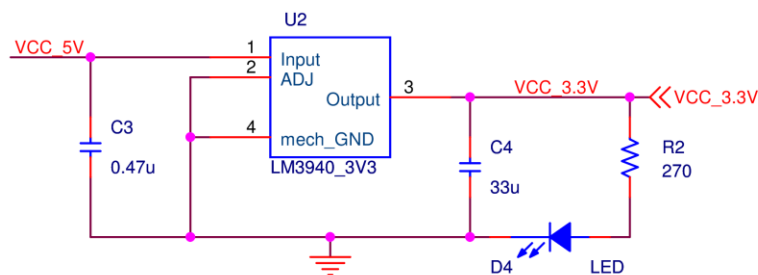 U2
VCC_5V
1
Input
2
ADJ
3
Output
VCC_3.3V
VCC_3.3V
4
mech_GND
LM3940_3V3
C3
0.47u
C4
33u
R2
270
D4
LED